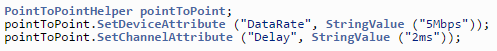 PointToPointHelper pointToPoint;
pointToPoint.SetDeviceAttribute ("DataRate", StringValue ("5Mbps"));
pointToPoint.SetChannelAttribute ("Delay", StringValue ("2ms"));